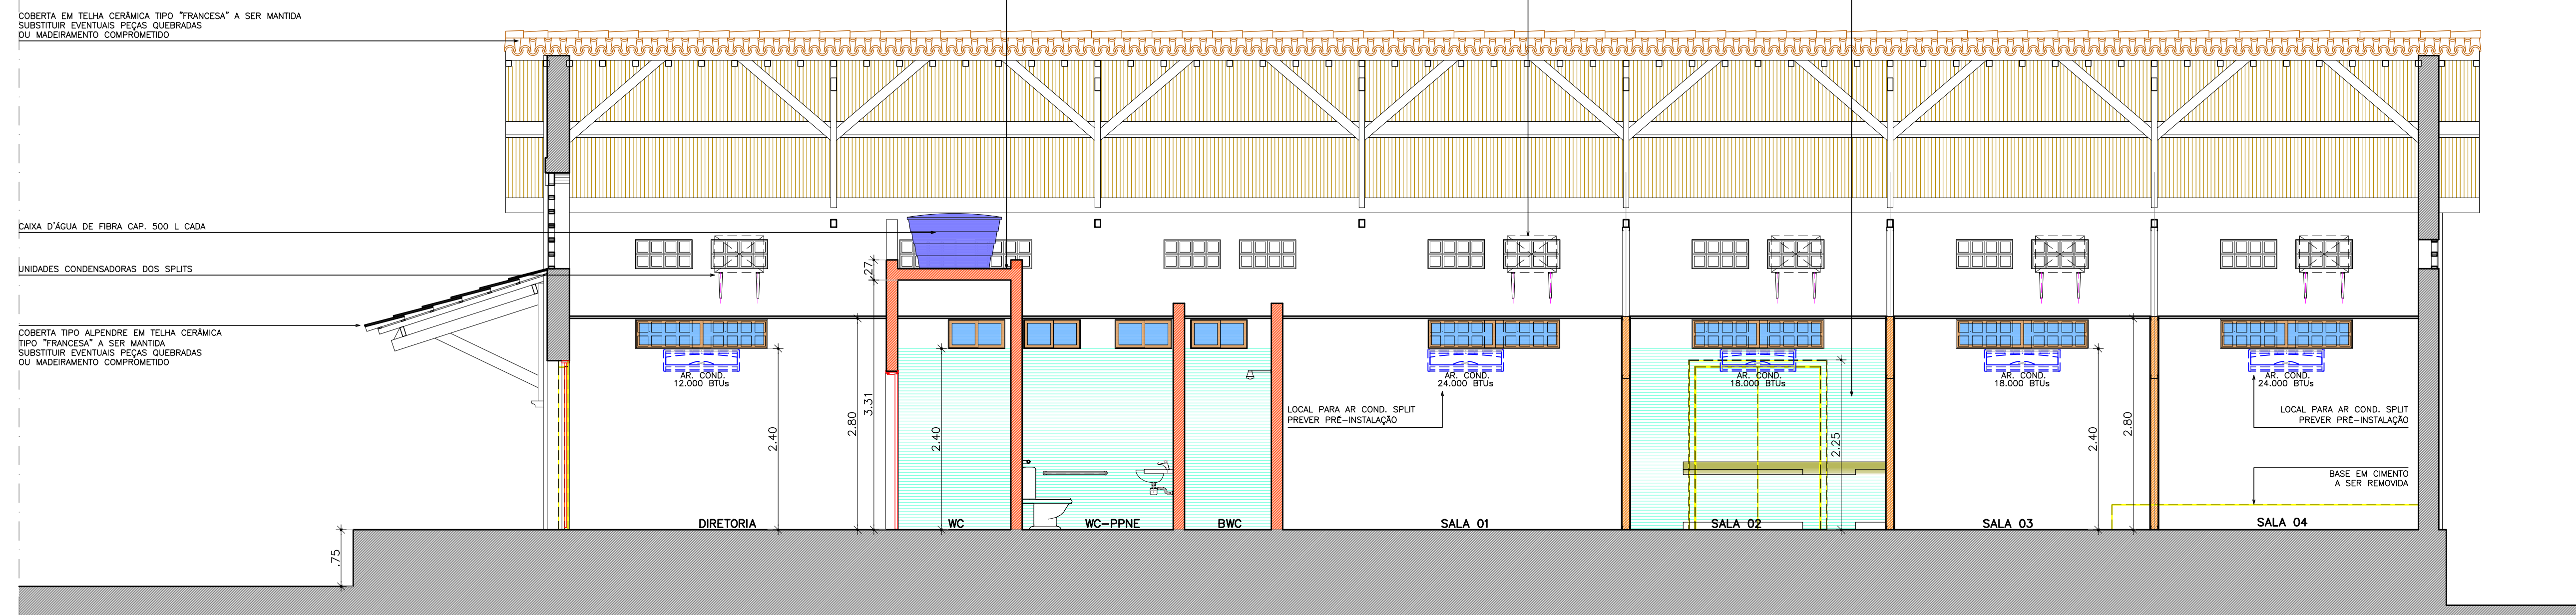 COBERTA EM TELHA CERÂMICA TIPO "FRANCESA" A SER MANTIDA
SUBSTITUIR EVENTUAIS PEÇAS QUEBRADAS
OU MADEIRAMENTO COMPROMETIDO
CAIXA D'ÁGUA DE FIBRA CAP. 500 L CADA
UNIDADES CONDENSADORAS DOS SPLITS
COBERTA TIPO ALPENDRE EM TELHA CERÂMICA
TIPO "FRANCESA" A SER MANTIDA
SUBSTITUIR EVENTUAIS PEÇAS QUEBRADAS
OU MADEIRAMENTO COMPROMETIDO
.75
AR. COND.
12.000 BTUs
2.40
DIRETORIA
2.80
3.31
.27
2.40
WC
WC-PPNE
BWC
LOCAL PARA AR COND. SPLIT
PREVER PRÉ-INSTALAÇÃO
AR. COND.
24.000 BTUs
SALA 01
AR. COND.
18.000 BTUs
2.25
SALA 02
AR. COND.
18.000 BTUs
2.40
2.80
SALA 03
AR. COND.
24.000 BTUs
LOCAL PARA AR COND. SPLIT
PREVER PRÉ-INSTALAÇÃO
BASE EM CIMENTO
A SER REMOVIDA
SALA 04